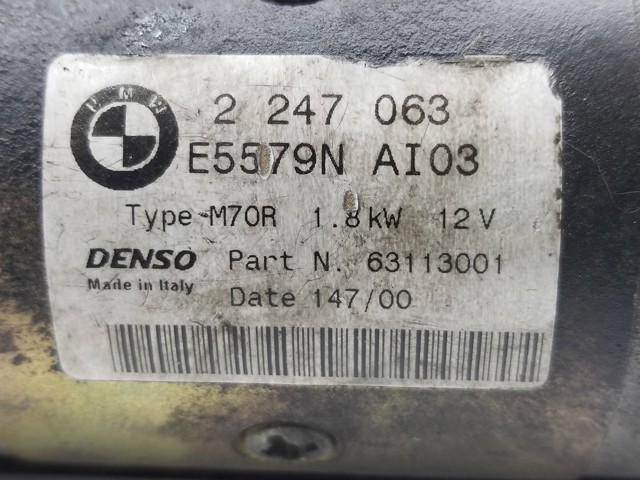 BMW
2 247 063
E5579N AI03
Type M70R 1.8kW 12V
DENSO Part N. 63113001
Made in Italy
Date 147/00